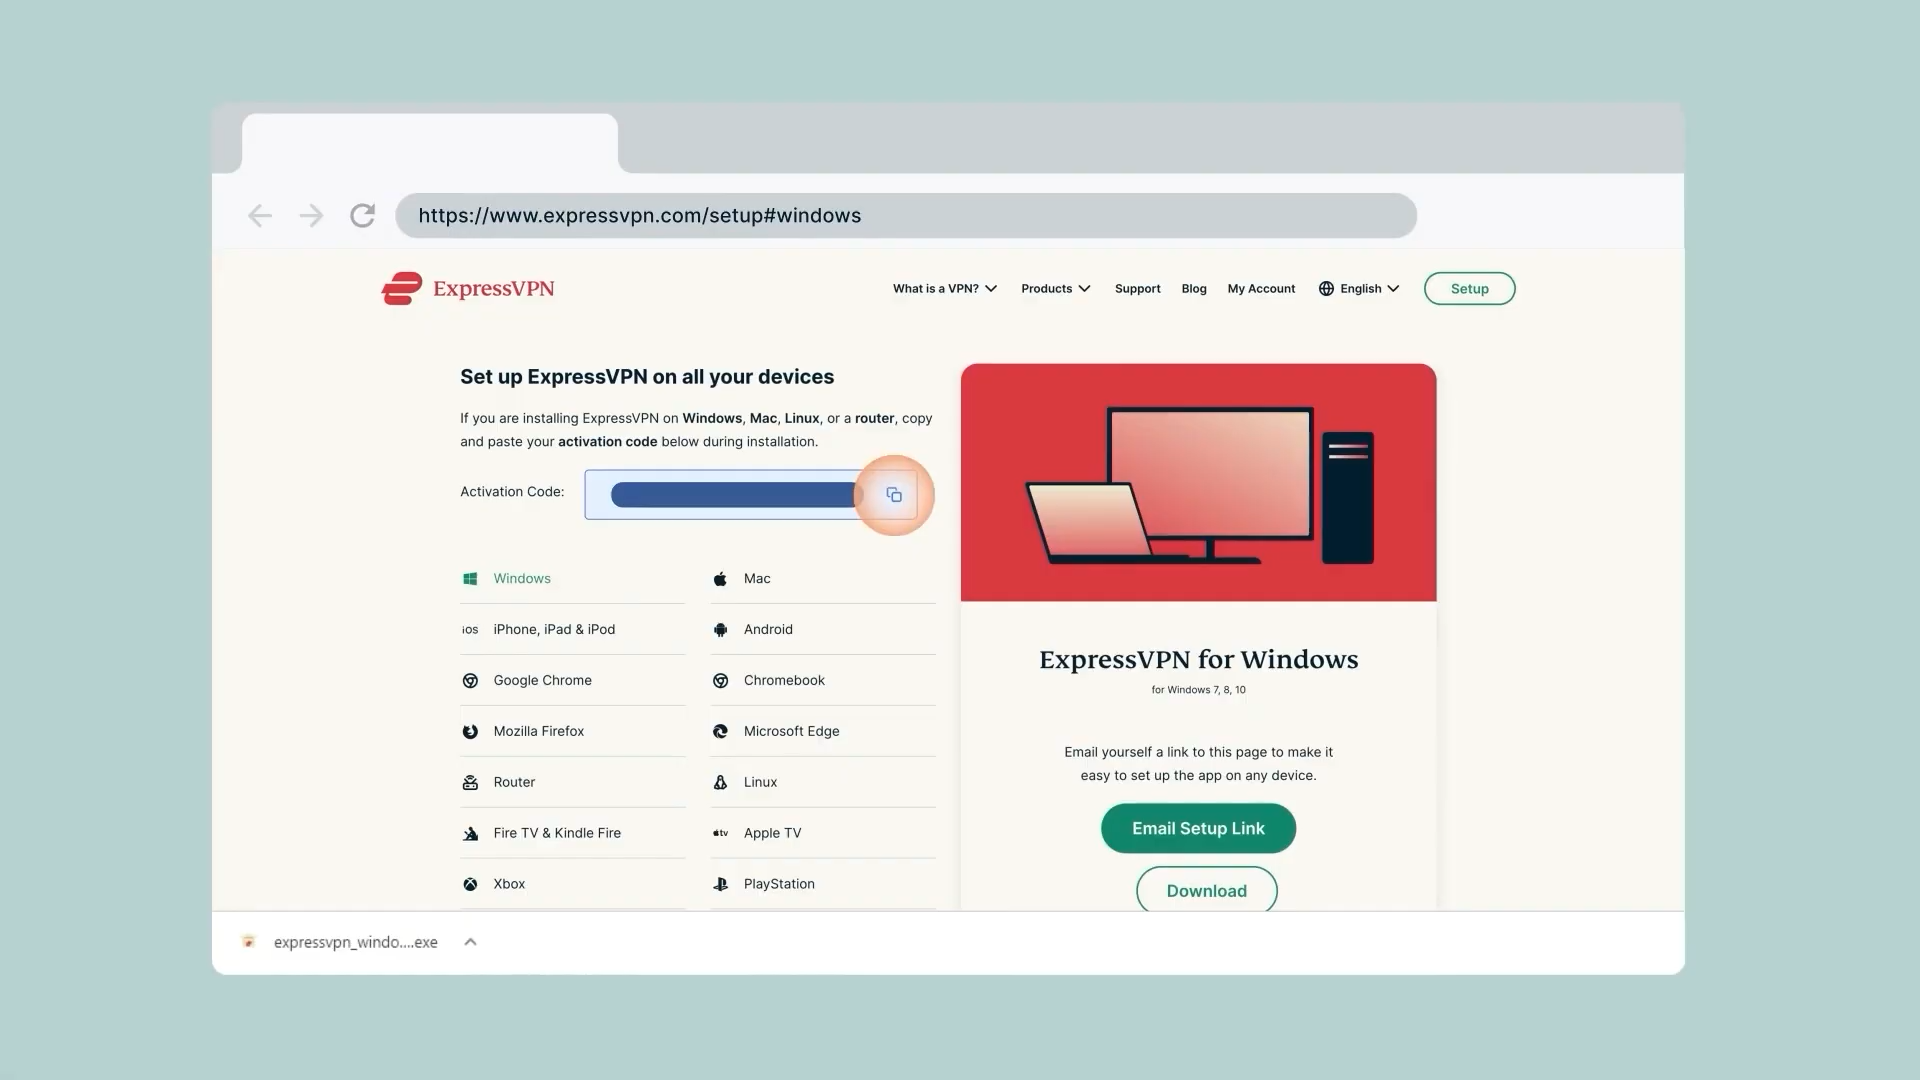 https://www.expressvpn.com/setup#windows
ExpressVPN
What is a VPN?
Products
Support
Blog
My Account
English
Setup
Set up ExpressVPN on all your devices
If you are installing ExpressVPN on Windows, Mac, Linux, or a router, copy
and paste your activation code below during installation.
Activation Code:
Windows
Mac
iOS
iPhone, iPad & iPod
Android
Google Chrome
Chromebook
Mozilla Firefox
Microsoft Edge
Router
Linux
Fire TV & Kindle Fire
tv
Apple TV
Xbox
PlayStation
ExpressVPN for Windows
for Windows 7, 8, 10
Email yourself a link to this page to make it
easy to set up the app on any device.
Email Setup Link
Download
expressvpn_windo....exe